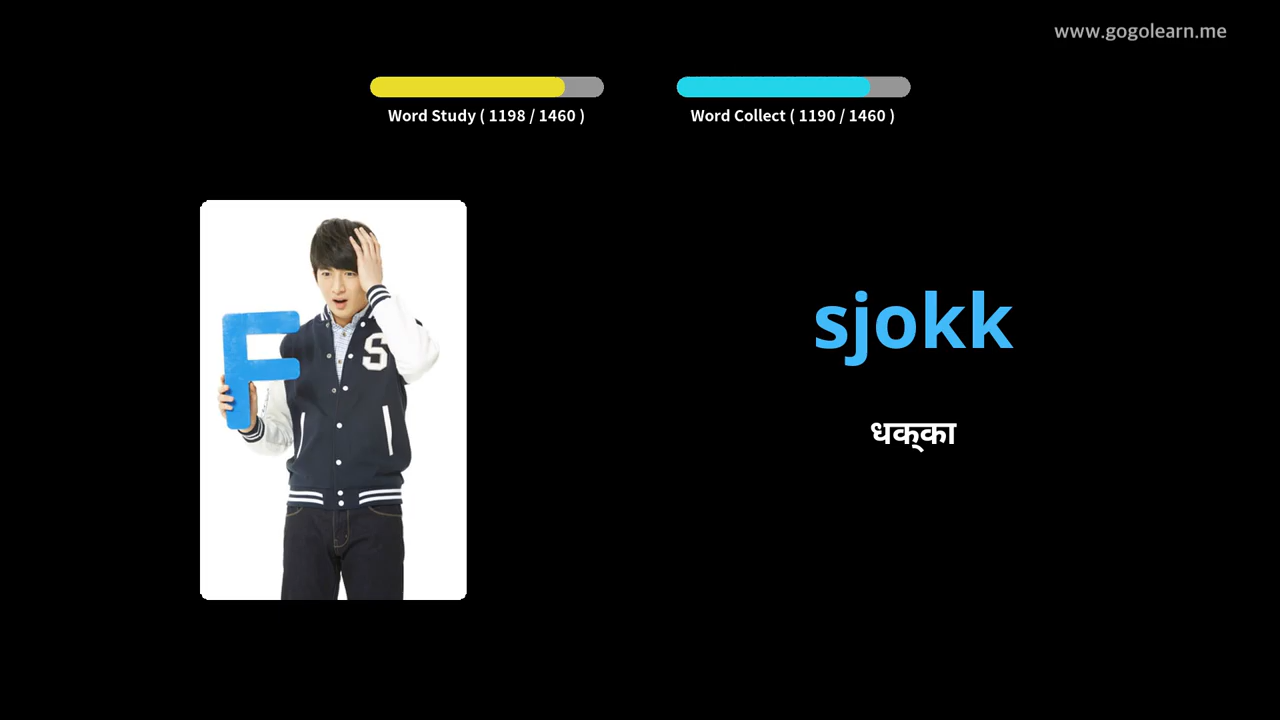 www.gogolearn.me
Word Study ( 1198 / 1460 )
Word Collect ( 1190 / 1460 )
F
S
sjokk
धक्‌का